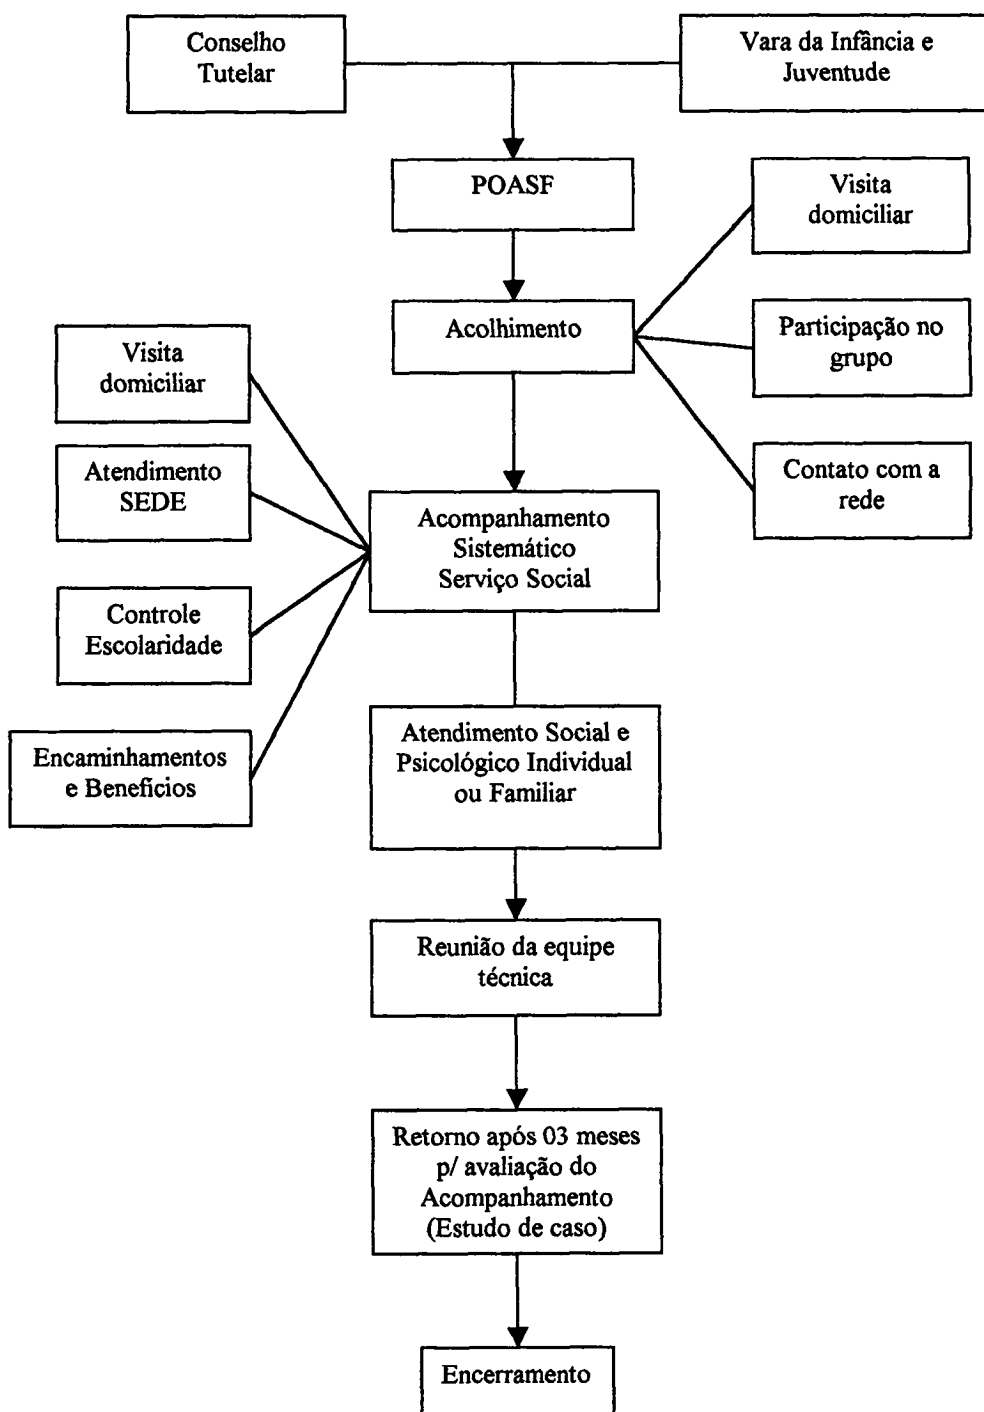 Conselho
Tutelar
Vara da Infância e
Juventude
POASF
Visita
domiciliar
Acolhimento
Participação no
grupo
Visita
domiciliar
Contato com a
rede
Atendimento
SEDE
Acompanhamento
Sistemático
Serviço Social
Controle
Escolaridade
Encaminhamentos
e Benefícios
Atendimento Social e
Psicológico Individual
ou Familiar
Reunião da equipe
técnica
Retorno após 03 meses
p/ avaliação do
Acompanhamento
(Estudo de caso)
Encerramento